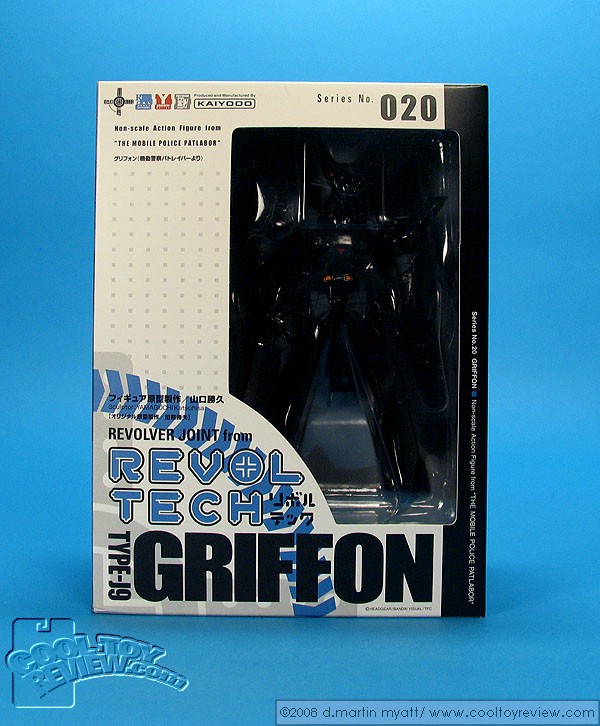 Produced and Manufactured By
KAIYODO
Series No. 020
Non-scale Action Figure from
"THE MOBILE POLICE PATLABOR"
グリフォン(機動警察パトレイバーより)
フィギュア原型製作/山口勝久
Sculptor:YAMAGUCHI Katsuhisa
REVOLVER JOINT from
REVOL
TECH リボル
テック
TYPE-J9
GRIFFON
©HEADGEAR/BANDAI VISUAL/TFC
Series No.20 GRIFFON Non-scale Action Figure from "THE MOBILE POLICE PATLABOR"
COOL TOY
REVIEW.com
©2008 d.martin myatt/ www.cooltoyreview.com